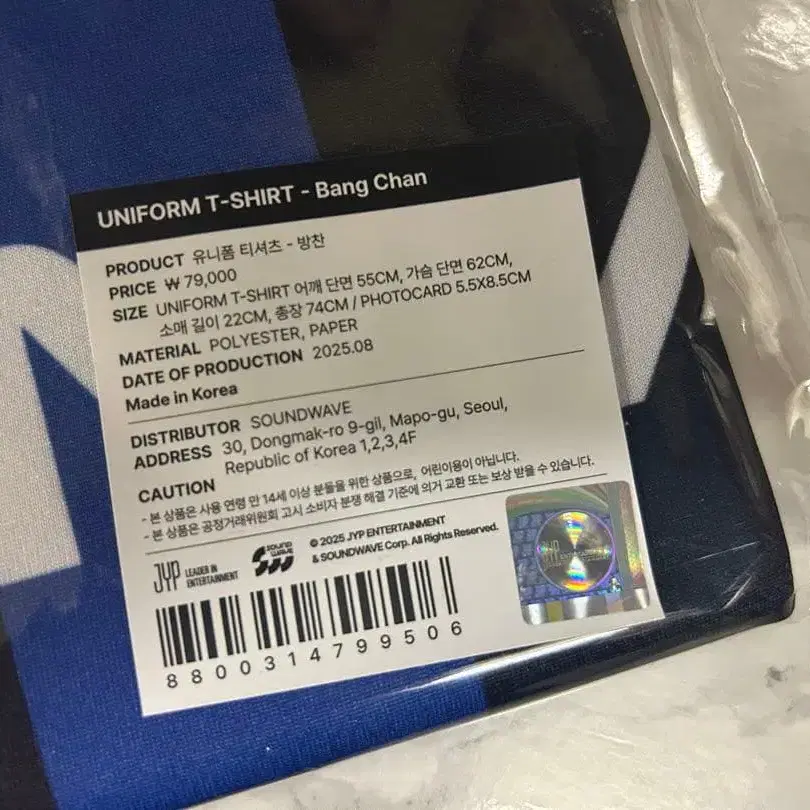 UNIFORM T-SHIRT - Bang Chan
PRODUCT 유니폼 티셔츠 - 방찬
PRICE ₩ 79,000
SIZE UNIFORM T-SHIRT 어깨 단면 55CM, 가슴 단면 62CM,
소매 길이 22CM, 총장 74CM / PHOTOCARD 5.5X8.5CM
MATERIAL POLYESTER, PAPER
DATE OF PRODUCTION 2025.08
Made in Korea
DISTRIBUTOR SOUNDWAVE
ADDRESS 30, Dongmak-ro 9-gil, Mapo-gu, Seoul,
Republic of Korea 1,2,3,4F
CAUTION
- 본 상품은 사용 연령 만 14세 이상 분들을 위한 상품으로, 어린이용이 아닙니다.
- 본 상품은 공정거래위원회 고시 소비자 분쟁 해결 기준에 의거 교환 또는 보상 받을 수 있습니다.
JYP LEADER IN
ENTERTAINMENT
SOUND
WAVE
© 2025 JYP ENTERTAINMENT
& SOUNDWAVE Corp. All Rights Reserved.
JYP ENTERTAINMENT
8800314799506